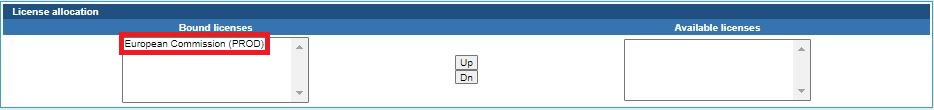 License allocation
Bound licenses
Available licenses
European Commission (PROD)
Up
Dn